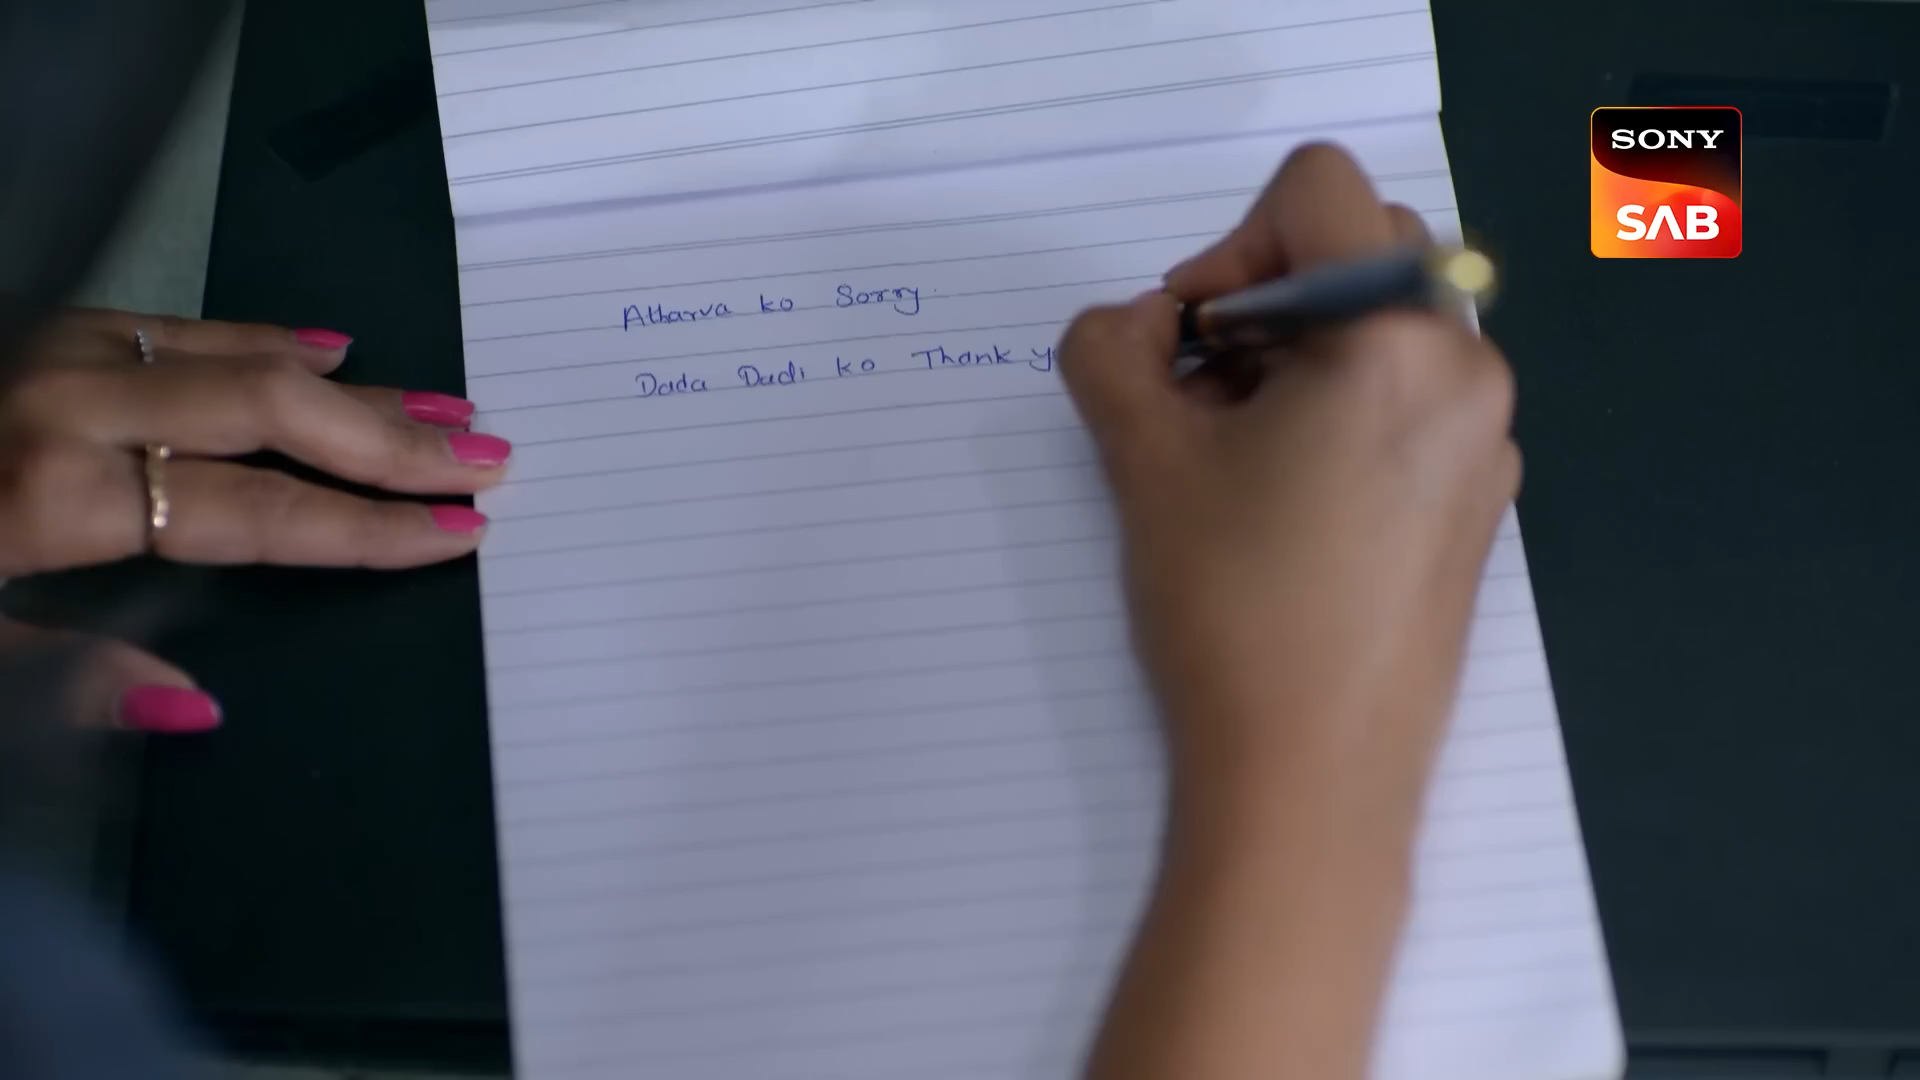 SONY
SAB
Atharva ko Sorry.
Dada Dadi ko Thank